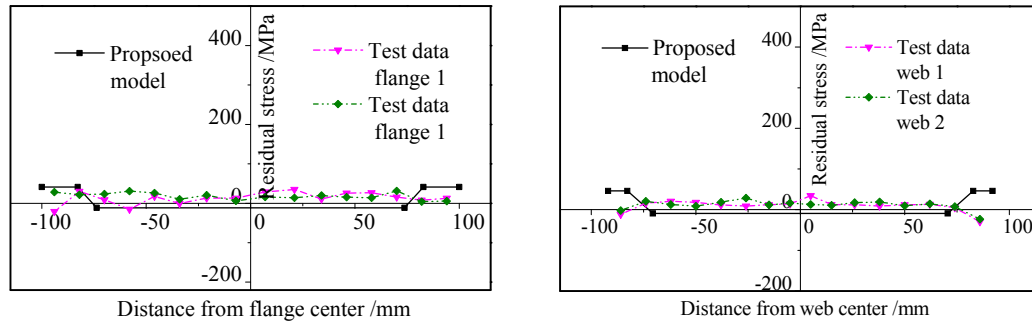 400
Propsoed
model
Test data
flange 1
Test data
flange 1
Residual stress /MPa
200
0
-200
-100
-50
0
50
100
Distance from flange center /mm
400
Proposed
model
Test data
web 1
Test data
web 2
Residual stress /MPa
200
0
-200
-100
-50
0
50
100
Distance from web center /mm